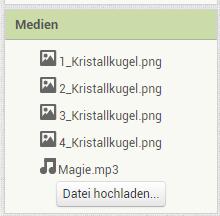 Medien
1_Kristallkugel.png
2_Kristallkugel.png
3_Kristallkugel.png
4_Kristallkugel.png
Magie.mp3
Datei hochladen...